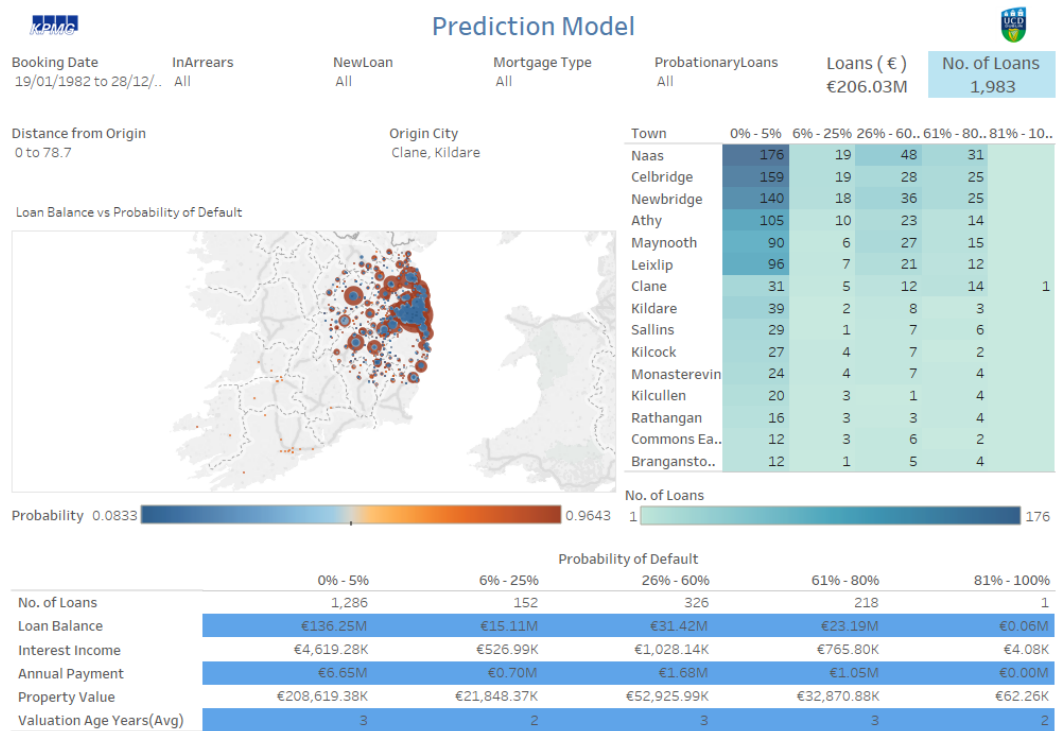 KPMG
Prediction Model
UCD
DUBLIN
Booking Date InArrears NewLoan Mortgage Type ProbationaryLoans Loans ( € ) No. of Loans
19/01/1982 to 28/12/.. All All All All €206.03M 1,983
Distance from Origin Origin City
0 to 78.7 Clane, Kildare
Town 0% - 5% 6% - 25% 26% - 60.. 61% - 80.. 81% - 10..
Naas 176 19 48 31
Celbridge 159 19 28 25
Newbridge 140 18 36 25
Athy 105 10 23 14
Maynooth 90 6 27 15
Leixlip 96 7 21 12
Clane 31 5 12 14 1
Kildare 39 2 8 3
Sallins 29 1 7 6
Kilcock 27 4 7 2
Monasterevin 24 4 7 4
Kilcullen 20 3 1 4
Rathangan 16 3 3 4
Commons Ea.. 12 3 6 2
Brangansto.. 12 1 5 4
Loan Balance vs Probability of Default
Probability 0.0833 0.9643
No. of Loans
1 176
Probability of Default
0% - 5% 6% - 25% 26% - 60% 61% - 80% 81% - 100%
No. of Loans 1,286 152 326 218 1
Loan Balance €136.25M €15.11M €31.42M €23.19M €0.06M
Interest Income €4,619.28K €526.99K €1,028.14K €765.80K €4.08K
Annual Payment €6.65M €0.70M €1.68M €1.05M €0.00M
Property Value €208,619.38K €21,848.37K €52,925.99K €32,870.88K €62.26K
Valuation Age Years(Avg) 3 2 3 3 2